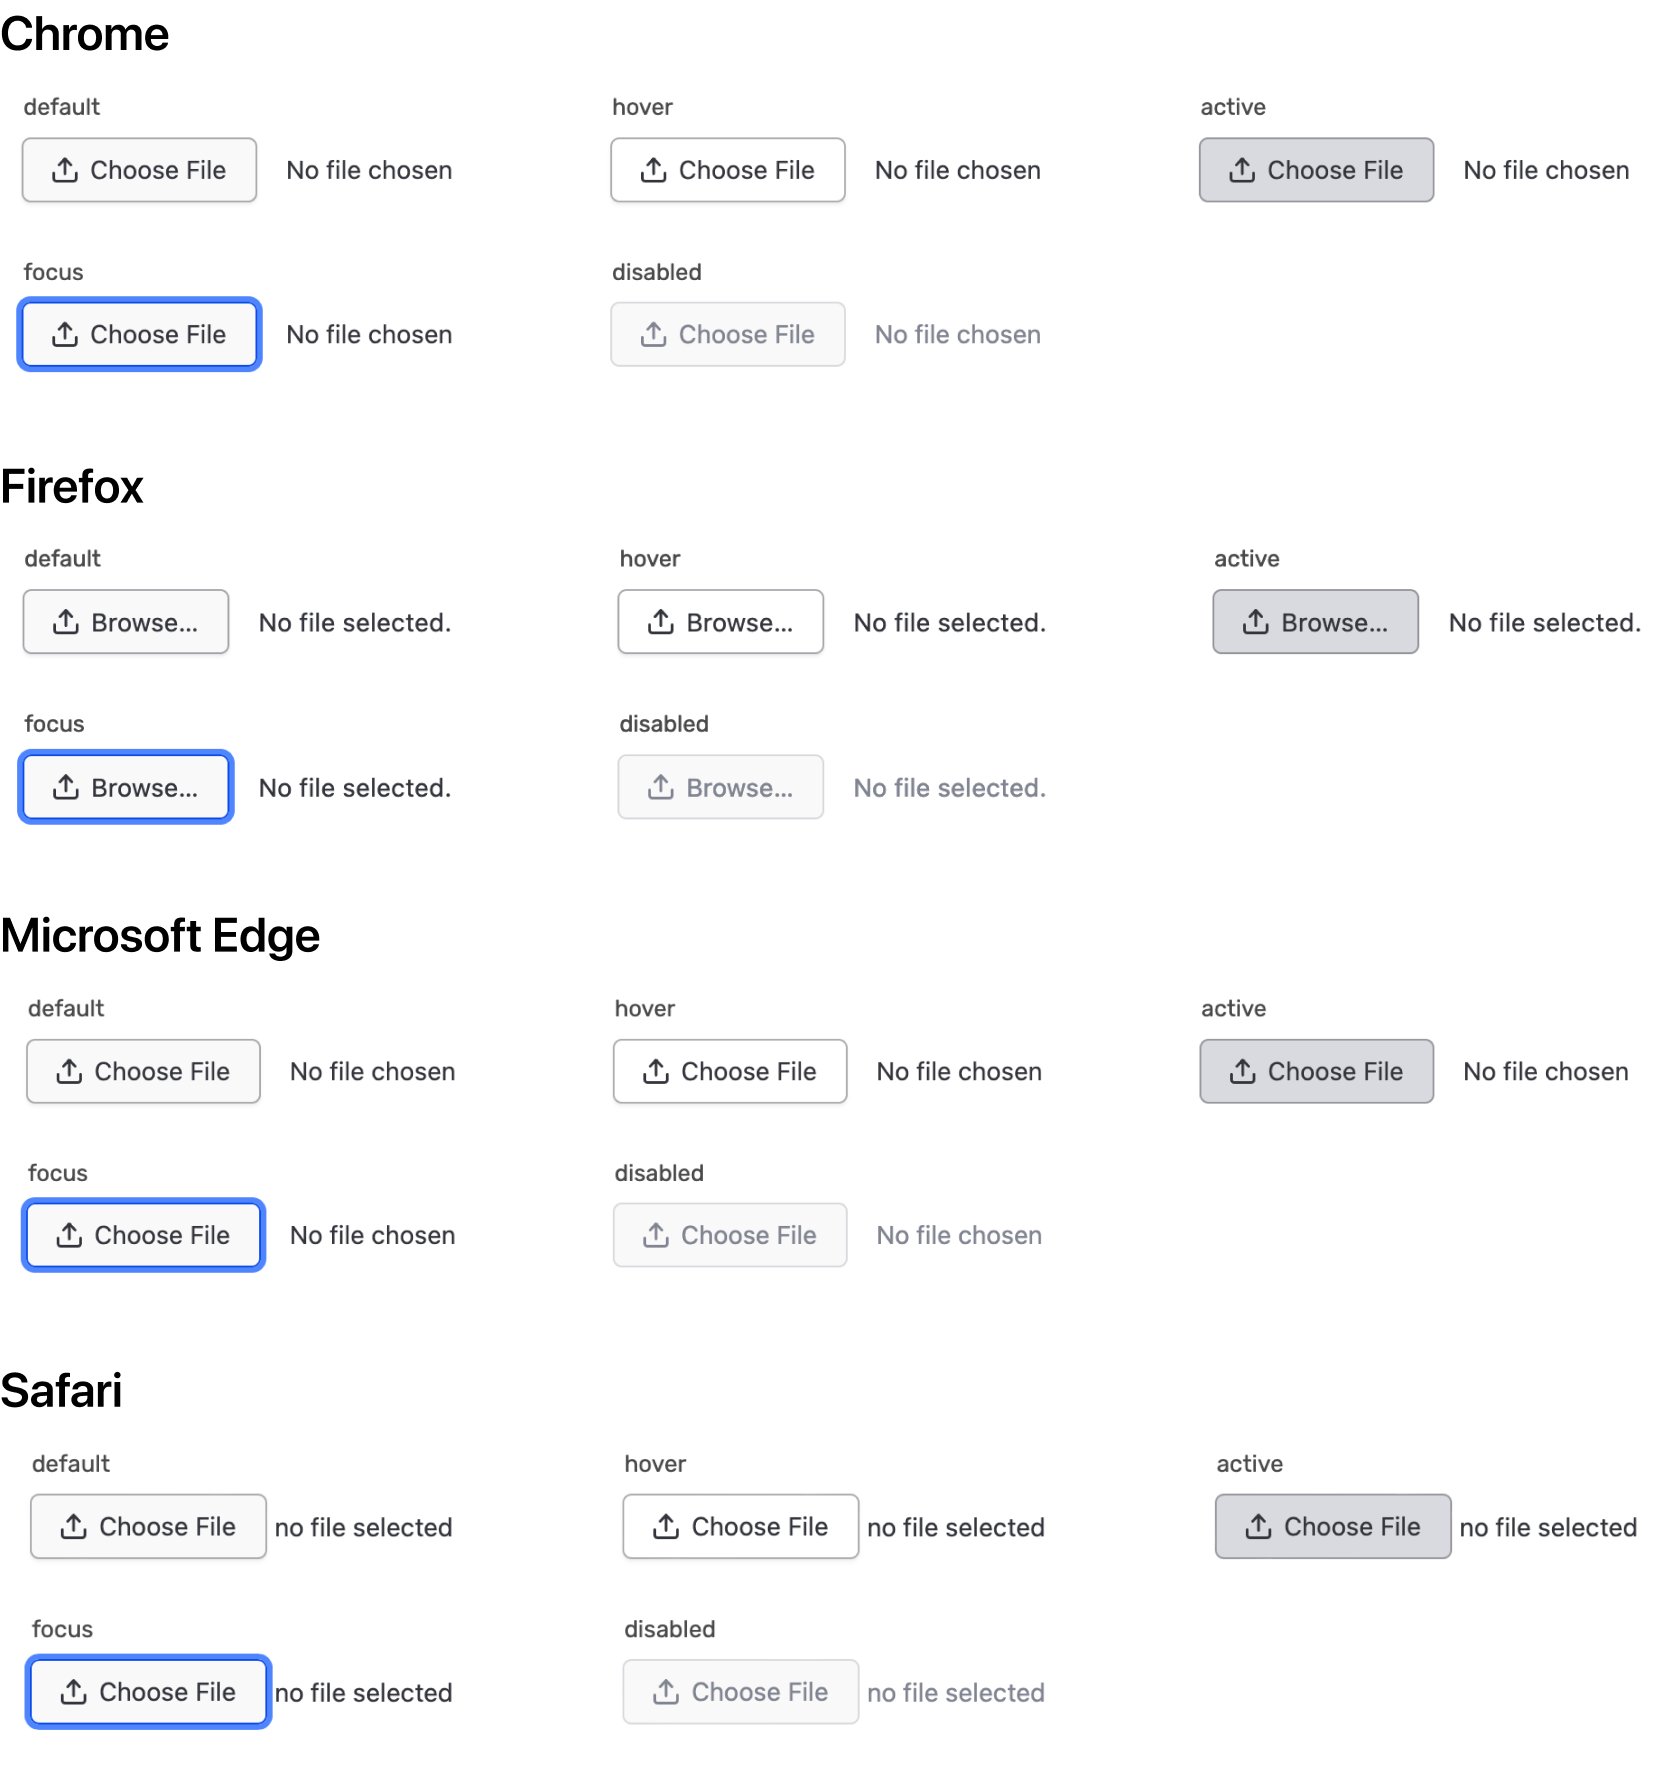 Chrome
default hover active
Choose File No file chosen Choose File No file chosen Choose File No file chosen
focus disabled
Choose File No file chosen Choose File No file chosen
Firefox
default hover active
Browse... No file selected. Browse... No file selected. Browse... No file selected.
focus disabled
Browse... No file selected. Browse... No file selected.
Microsoft Edge
default hover active
Choose File No file chosen Choose File No file chosen Choose File No file chosen
focus disabled
Choose File No file chosen Choose File No file chosen
Safari
default hover active
Choose File no file selected Choose File no file selected Choose File no file selected
focus disabled
Choose File no file selected Choose File no file selected